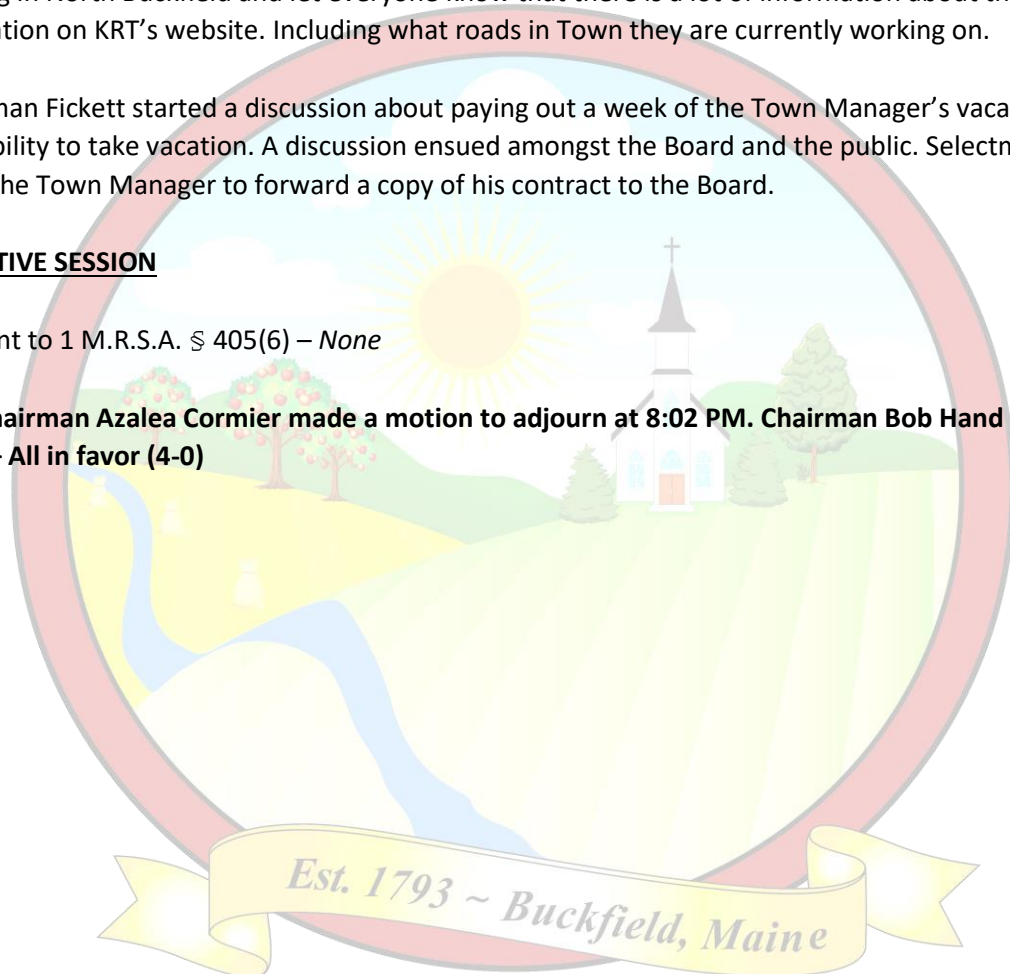 g in North Buckfield and let everyone know that there is a lot of information about th
ation on KRT’s website. Including what roads in Town they are currently working on.
man Fickett started a discussion about paying out a week of the Town Manager’s vaca
bility to take vacation. A discussion ensued amongst the Board and the public. Selectm
he Town Manager to forward a copy of his contract to the Board.
TIVE SESSION
nt to 1 M.R.S.A. § 405(6) – None
hairman Azalea Cormier made a motion to adjourn at 8:02 PM. Chairman Bob Hand
– All in favor (4-0)
Est. 1793 ~ Buckfield, Maine